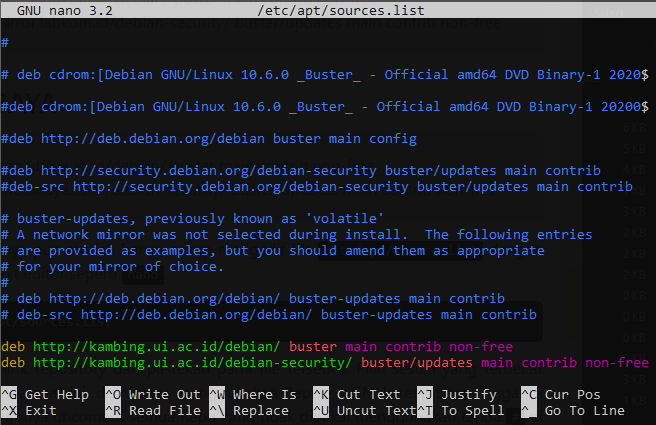 GNU nano 3.2 /etc/apt/sources.list
#
# deb cdrom:[Debian GNU/Linux 10.6.0 _Buster_ - Official amd64 DVD Binary-1 2020$
#deb cdrom:[Debian GNU/Linux 10.6.0 _Buster_ - Official amd64 DVD Binary-1 20200$
#deb http://deb.debian.org/debian buster main config
#deb http://security.debian.org/debian-security buster/updates main contrib
#deb-src http://security.debian.org/debian-security buster/updates main contrib
# buster-updates, previously known as 'volatile'
# A network mirror was not selected during install.  The following entries
# are provided as examples, but you should amend them as appropriate
# for your mirror of choice.
#
# deb http://deb.debian.org/debian/ buster-updates main contrib
# deb-src http://deb.debian.org/debian/ buster-updates main contrib
deb http://kambing.ui.ac.id/debian/ buster main contrib non-free
deb http://kambing.ui.ac.id/debian-security/ buster/updates main contrib non-free
^G Get Help ^O Write Out ^W Where Is ^K Cut Text ^J Justify ^C Cur Pos
^X Exit ^R Read File ^\ Replace ^U Uncut Text ^T To Spell ^_ Go To Line